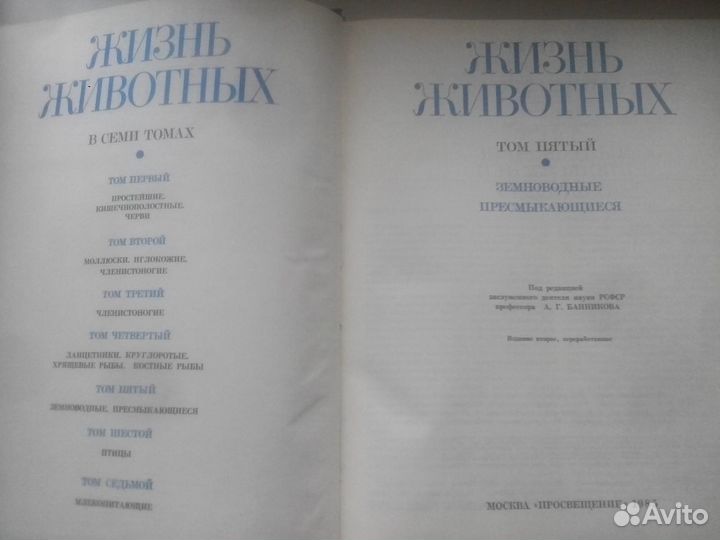 ЖИЗНЬ
ЖИВОТНЫХ
В СЕМИ ТОМАХ
ТОМ ПЕРВЫЙ
ПРОСТЕЙШИЕ.
КИШЕЧНОПОЛОСТНЫЕ.
ЧЕРВИ
ТОМ ВТОРОЙ
МОЛЛЮСКИ. ИГЛОКОЖИЕ.
ЧЛЕНИСТОНОГИЕ
ТОМ ТРЕТИЙ
ЧЛЕНИСТОНОГИЕ
ТОМ ЧЕТВЕРТЫЙ
ЛАНЦЕТНИКИ. КРУГЛОРОТЫЕ.
ХРЯЩЕВЫЕ РЫБЫ. КОСТНЫЕ РЫБЫ
ТОМ ПЯТЫЙ
ЗЕМНОВОДНЫЕ. ПРЕСМЫКАЮЩИЕСЯ
ТОМ ШЕСТОЙ
ПТИЦЫ
ТОМ СЕДЬМОЙ
МЛЕКОПИТАЮЩИЕ
ЖИЗНЬ
ЖИВОТНЫХ
ТОМ ПЯТЫЙ
ЗЕМНОВОДНЫЕ
ПРЕСМЫКАЮЩИЕСЯ
Под редакцией
заслуженного деятеля науки РСФСР
профессора А. Г. БАННИКОВА
Издание второе, переработанное
МОСКВА «ПРОСВЕЩЕНИЕ» 1985
Avito